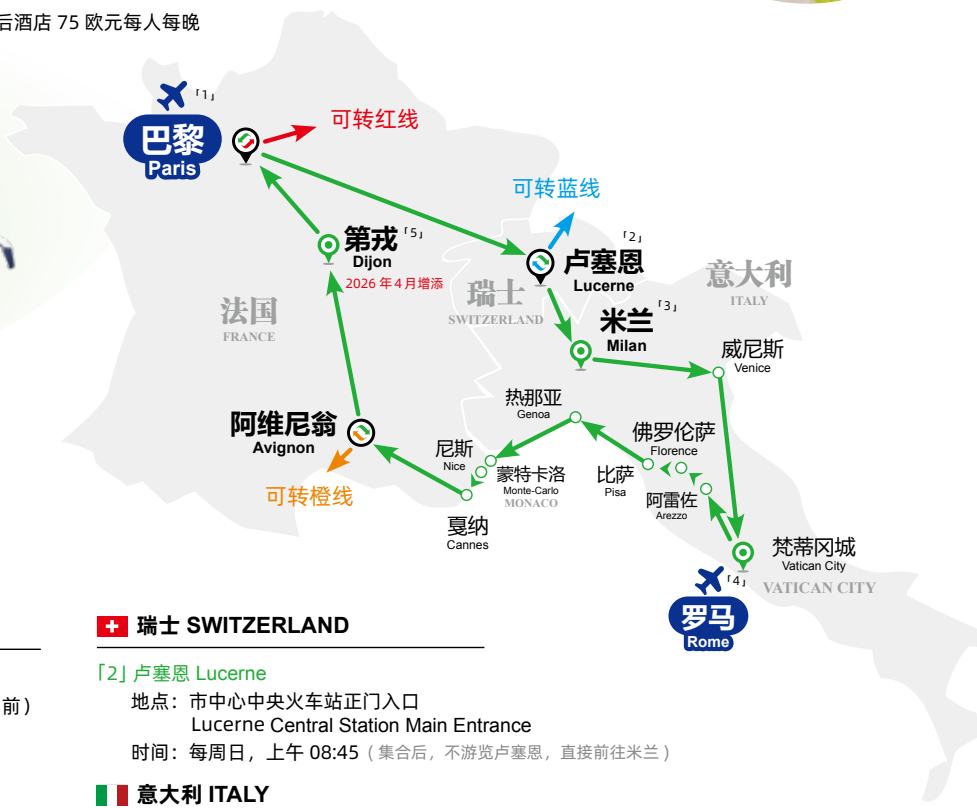 后酒店 75 欧元每人每晚
「1」
巴黎
Paris
可转红线
可转蓝线
第戎「5」
Dijon
2026 年 4 月增添
「2」
卢塞恩
Lucerne
瑞士
SWITZERLAND
意大利
ITALY
法国
FRANCE
米兰「3」
Milan
威尼斯
Venice
热那亚
Genoa
阿维尼翁
Avignon
尼斯
Nice
佛罗伦萨
Florence
蒙特卡洛
Monte-Carlo
MONACO
比萨
Pisa
阿雷佐
Arezzo
可转橙线
戛纳
Cannes
梵蒂冈城
Vatican City
VATICAN CITY
「4」
罗马
Rome
瑞士 SWITZERLAND
「2」卢塞恩 Lucerne
前）
地点：市中心中央火车站正门入口
Lucerne Central Station Main Entrance
时间：每周日，上午 08:45（集合后，不游览卢塞恩，直接前往米兰）
意大利 ITALY